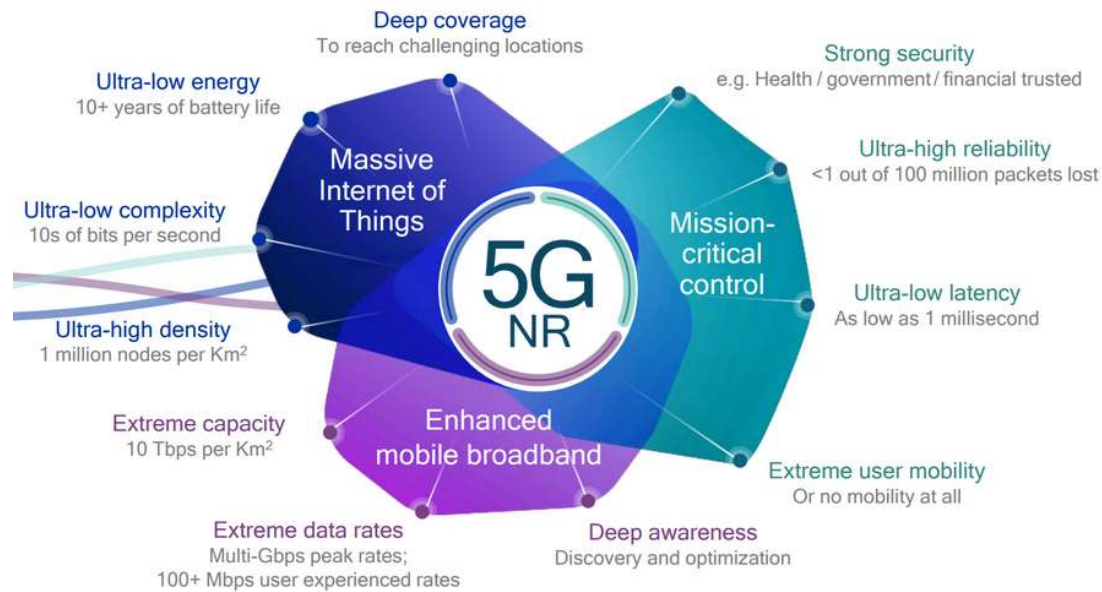 Deep coverage
To reach challenging locations
Strong security
e.g. Health / government / financial trusted
Ultra-low energy
10+ years of battery life
Ultra-high reliability
<1 out of 100 million packets lost
Massive
Internet of
Things
Ultra-low complexity
10s of bits per second
Mission-
critical
control
5G
NR
Ultra-low latency
As low as 1 millisecond
Ultra-high density
1 million nodes per Km²
Extreme capacity
10 Tbps per Km²
Enhanced
mobile broadband
Extreme user mobility
Or no mobility at all
Extreme data rates
Multi-Gbps peak rates;
100+ Mbps user experienced rates
Deep awareness
Discovery and optimization